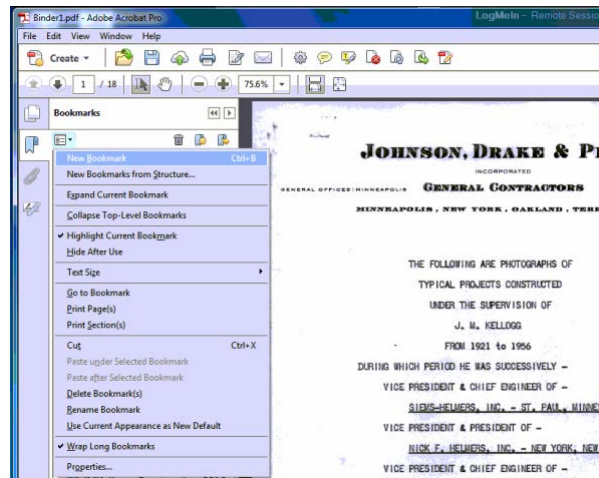 Binder1.pdf - Adobe Acrobat Pro
LogMeIn - Remote Session
File Edit View Window Help
Create
1 / 18 75.6%
Bookmarks
New Bookmark Ctrl+B
New Bookmarks from Structure...
Expand Current Bookmark
Collapse Top-Level Bookmarks
Highlight Current Bookmark
Hide After Use
Text Size
Go to Bookmark
Print Page(s)
Print Section(s)
Cut Ctrl+X
Paste under Selected Bookmark
Paste after Selected Bookmark
Delete Bookmark(s)
Rename Bookmark
Use Current Appearance as New Default
Wrap Long Bookmarks
Properties...
JOHNSON, DRAKE & P
INCORPORATED
GENERAL OFFICES: MINNEAPOLIS GENERAL CONTRACTORS
MINNEAPOLIS, NEW YORK, OAKLAND, TERR
THE FOLLOWING ARE PHOTOGRAPHS OF
TYPICAL PROJECTS CONSTRUCTED
UNDER THE SUPERVISION OF
J. W. KELLOGG
FROM 1921 to 1956
DURING WHICH PERIOD HE WAS SUCCESSIVELY -
VICE PRESIDENT & CHIEF ENGINEER OF -
SIEMS-HELMERS, INC. - ST. PAUL, MINNE
VICE PRESIDENT & PRESIDENT OF -
NICK F. HELMERS, INC. - NEW YORK, NEW
VICE PRESIDENT & CHIEF ENGINEER OF -